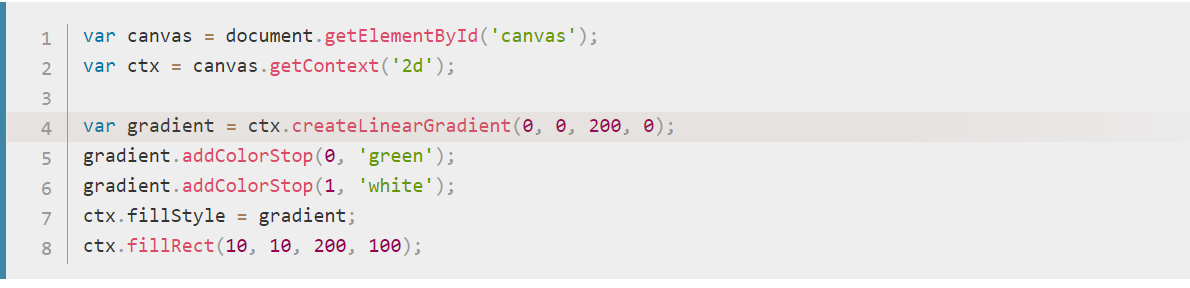 1 var canvas = document.getElementById('canvas');
2 var ctx = canvas.getContext('2d');
3
4 var gradient = ctx.createLinearGradient(0, 0, 200, 0);
5 gradient.addColorStop(0, 'green');
6 gradient.addColorStop(1, 'white');
7 ctx.fillStyle = gradient;
8 ctx.fillRect(10, 10, 200, 100);